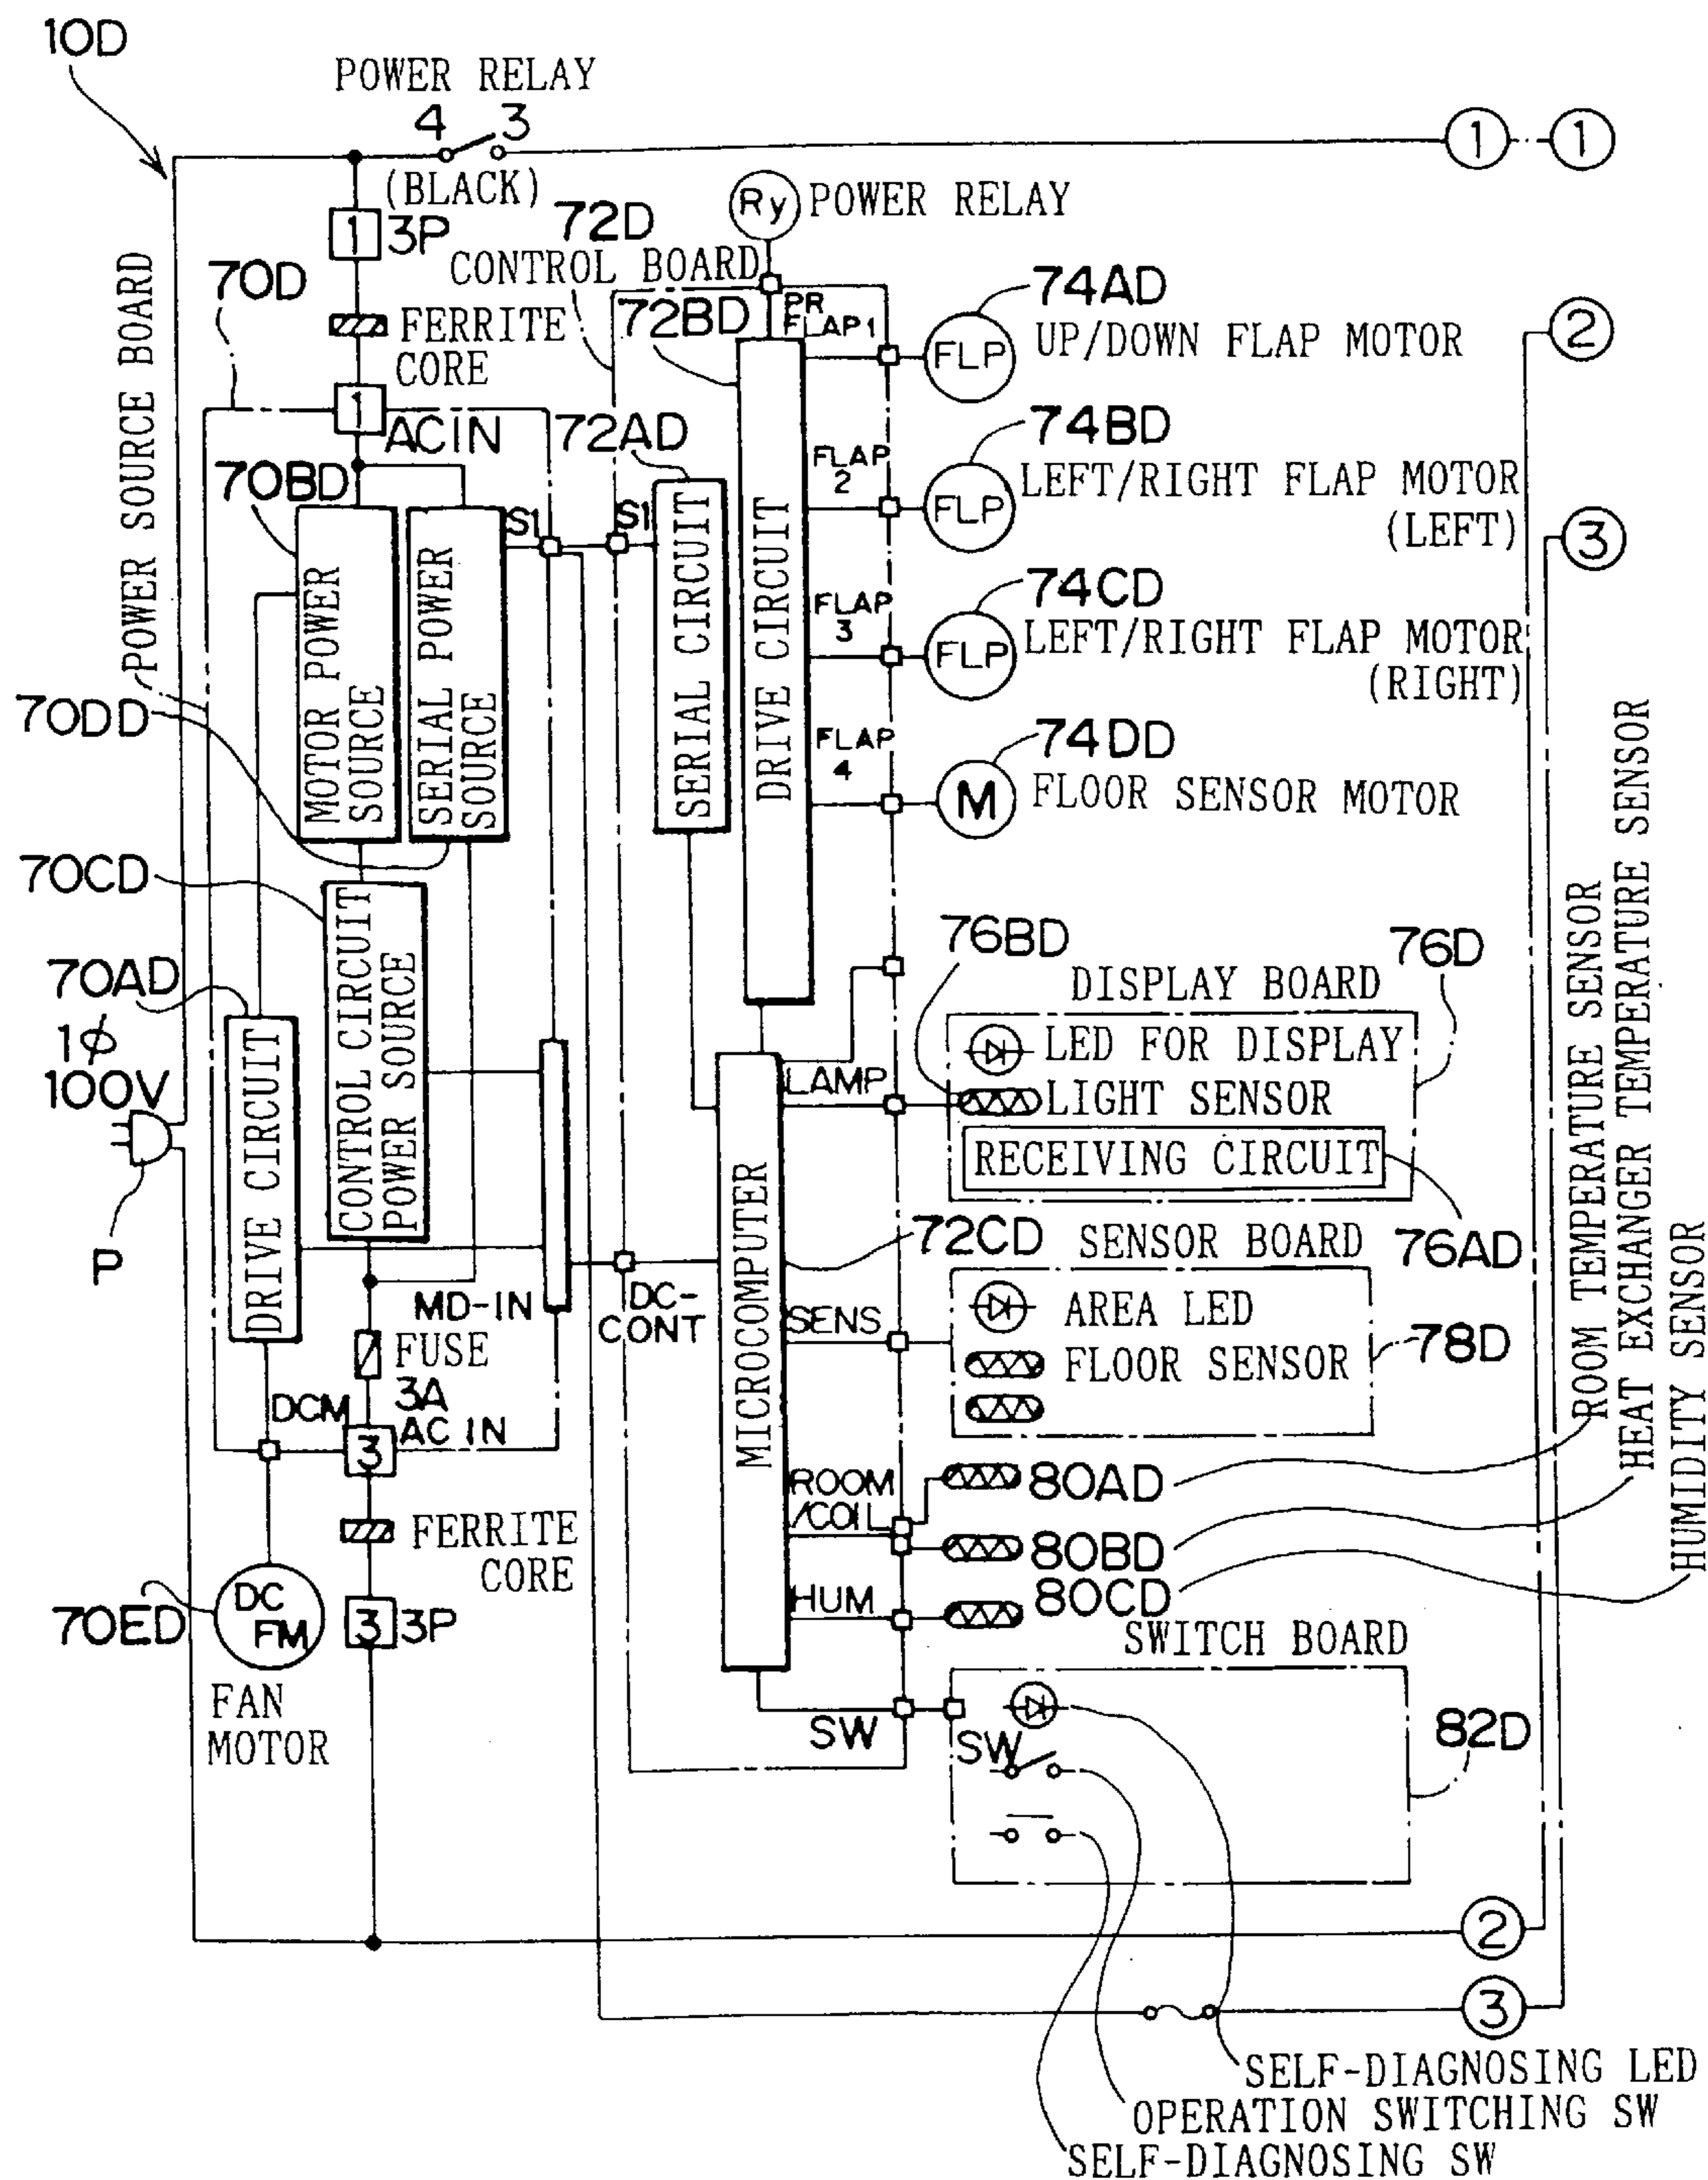 10D
POWER RELAY
4 3
(BLACK)
1
1
Ry
POWER RELAY
1
3P
72D
CONTROL BOARD
POWER SOURCE BOARD
70D
FERRITE
CORE
72BD
PR
FLAP1
FLP
74AD
UP/DOWN FLAP MOTOR
2
1
ACIN
72AD
70BD
FLAP
2
FLP
74BD
LEFT/RIGHT FLAP MOTOR
(LEFT)
3
S1
S1
MOTOR POWER
SOURCE
SERIAL POWER
SOURCE
SERIAL CIRCUIT
DRIVE CIRCUIT
FLAP
3
FLP
74CD
LEFT/RIGHT FLAP MOTOR
(RIGHT)
70DD
FLAP
4
M
74DD
FLOOR SENSOR MOTOR
70CD
CONTROL CIRCUIT
POWER SOURCE
70AD
1φ
100V
P
DRIVE CIRCUIT
76BD
76D
DISPLAY BOARD
LED FOR DISPLAY
LAMP
LIGHT SENSOR
RECEIVING CIRCUIT
76AD
ROOM TEMPERATURE SENSOR
HEAT EXCHANGER TEMPERATURE SENSOR
HUMIDITY SENSOR
MICROCOMPUTER
72CD
SENSOR BOARD
MD-IN
DC-
CONT
SENS
AREA LED
FLOOR SENSOR
78D
FUSE
3A
DCM
3
AC IN
ROOM
/COIL
80AD
80BD
FERRITE
CORE
HUM
80CD
70ED
DC
FM
3
3P
FAN
MOTOR
SWITCH BOARD
SW
SW
82D
2
3
SELF-DIAGNOSING LED
OPERATION SWITCHING SW
SELF-DIAGNOSING SW